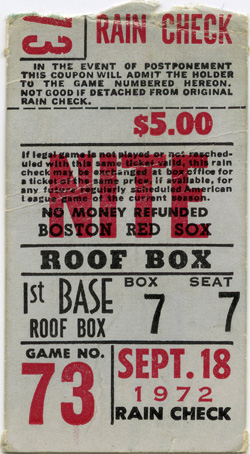 73
RAIN CHECK
IN THE EVENT OF POSTPONEMENT
THIS COUPON WILL ADMIT THE HOLDER
TO THE GAME NUMBERED HEREON.
NOT GOOD IF DETACHED FROM ORIGINAL
RAIN CHECK.
$5.00
NITE
If legal game is not played or not resched-
uled with this same ticket valid, this rain
check may be exchanged at box office for
a ticket of the same price, if available, for
any future regularly scheduled American
League game of the current season.
NO MONEY REFUNDED
BOSTON RED SOX
ROOF BOX
1st BASE
ROOF BOX
BOX
7
SEAT
7
GAME NO.
73
SEPT. 18
1972
RAIN CHECK